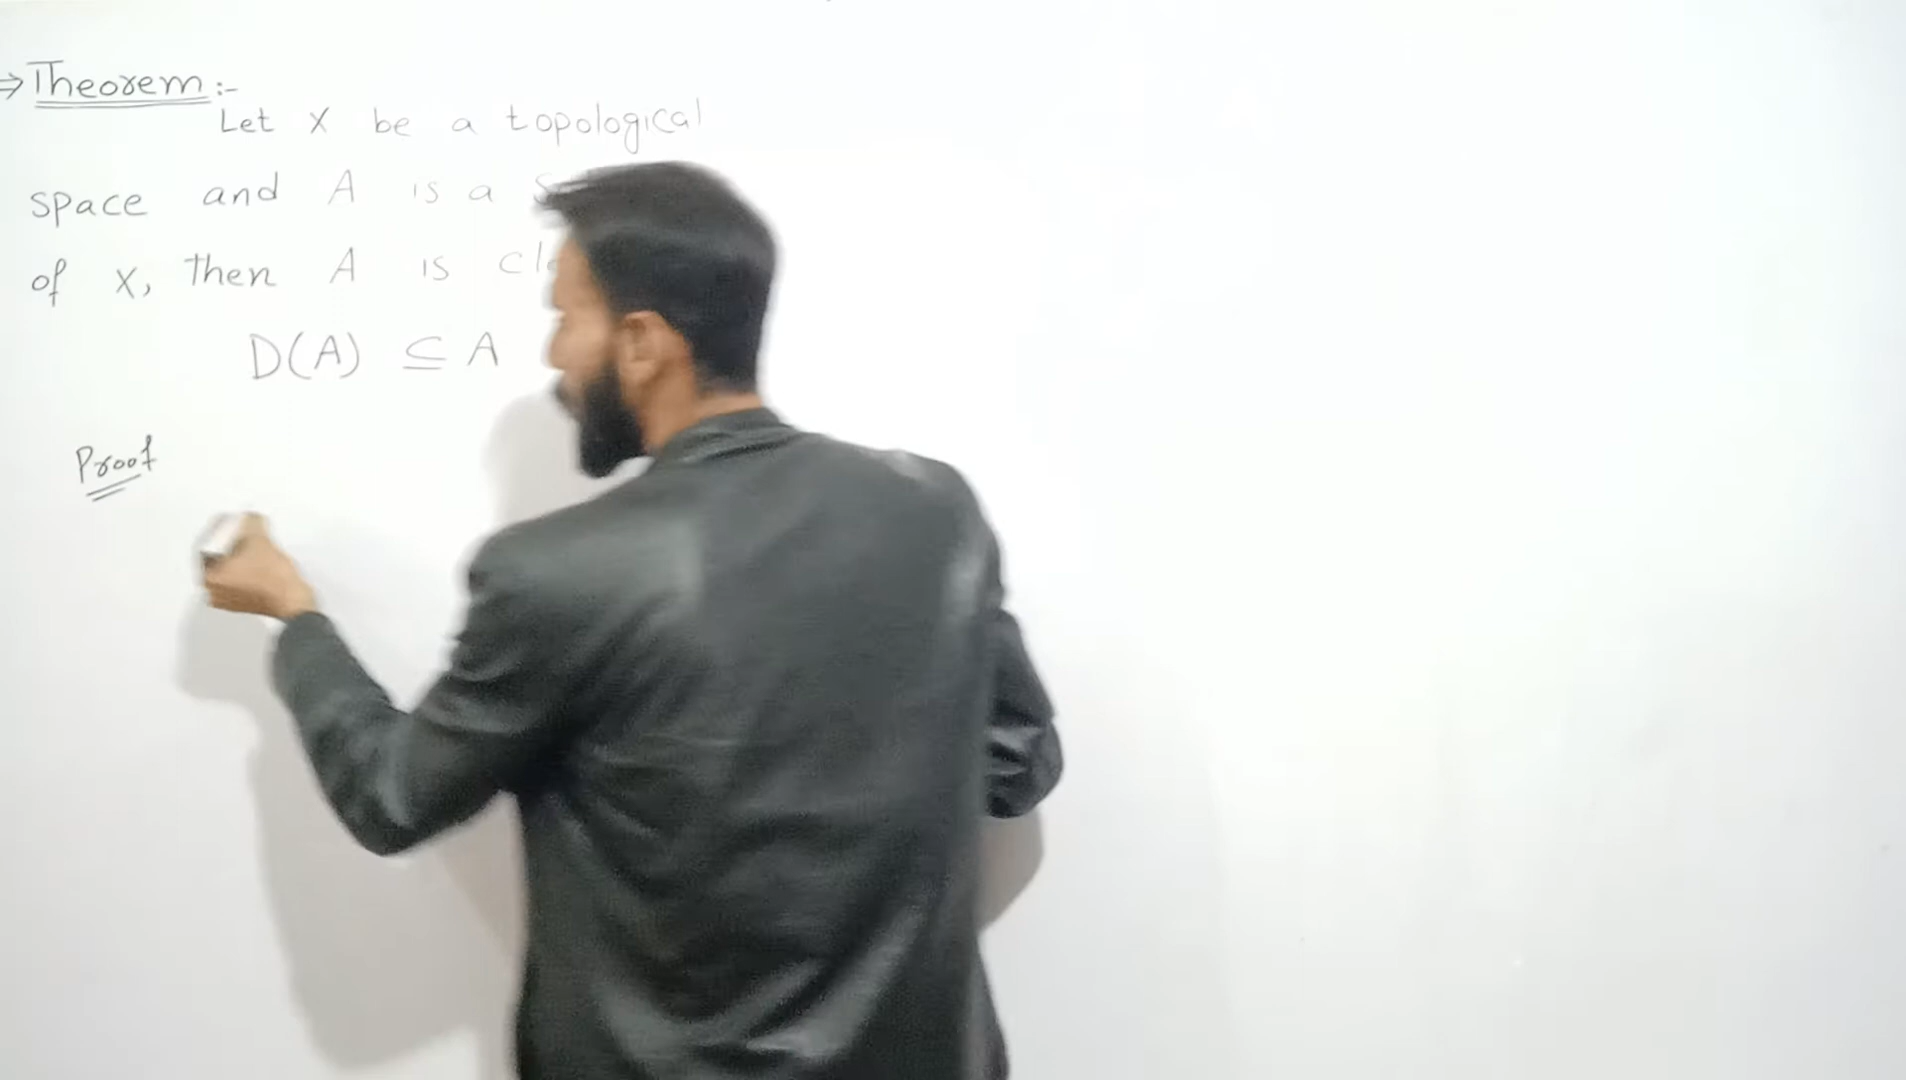 ⇒Theorem:-
Let X be a topological
space and A is a
of X, then A is
D(A) ⊆ A
Proof